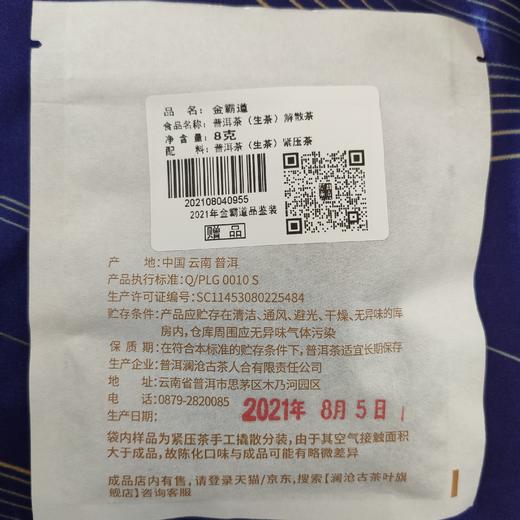 品 名: 金霸道
食品名称: 普洱茶（生茶）解散茶
净 含 量: 8克
配 料: 普洱茶（生茶）紧压茶
202108040955
2021年金霸道品鉴装
赠 品
产 地:中国 云南 普洱
产品执行标准: Q/PLG 0010 S
生产许可证编号: SC11453080225484
贮存条件: 产品应贮存在清洁、通风、避光、干燥、无异味的库
房内，仓库周围应无异味气体污染
保 质 期: 在符合本标准的贮存条件下，普洱茶适宜长期保存
生产企业: 普洱澜沧古茶人合有限责任公司
地 址: 云南省普洱市思茅区木乃河园区
电 话: 0879-2820085
生产日期: 2021年 8月 5日
袋内样品为紧压茶手工撬散分装，由于其空气接触面积
大于成品，故陈化口味与成品可能有略微差异
成品店内有售，请登录天猫/京东，搜索【澜沧古茶叶旗
舰店】咨询客服